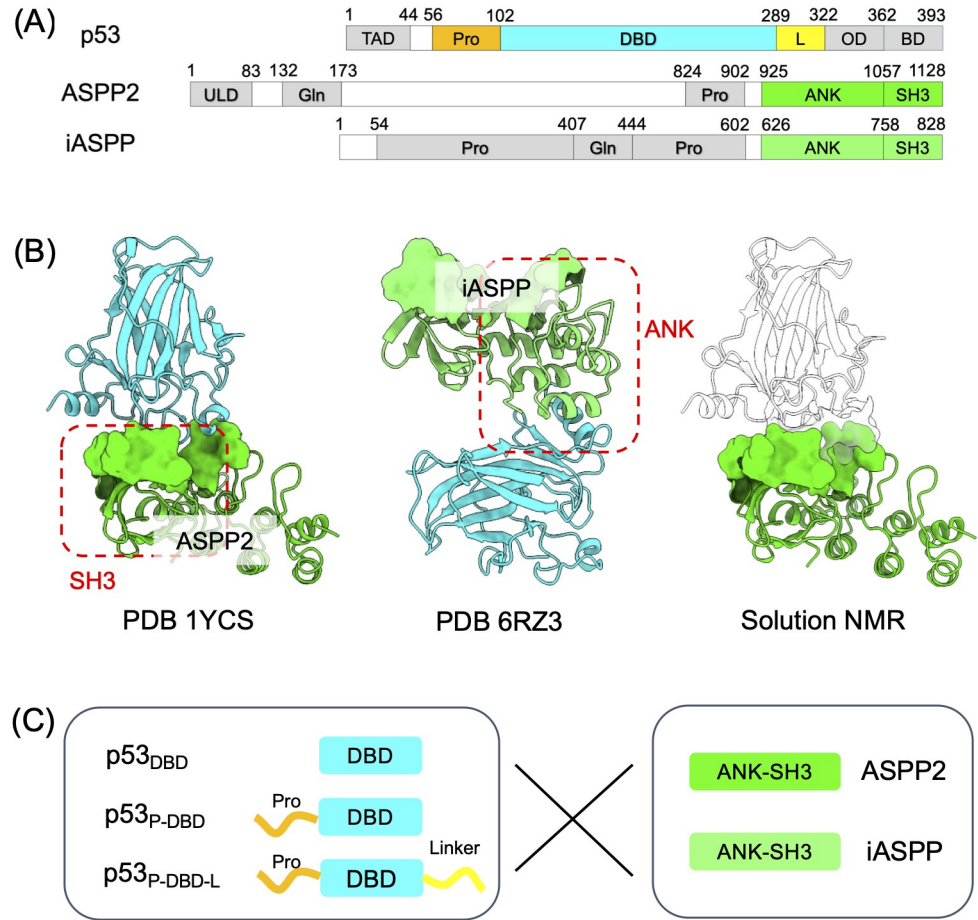 (A)
1 44 56 102 289 322 362 393
p53 TAD Pro DBD L OD BD
1 83 132 173 824 902 925 1057 1128
ASPP2 ULD Gln Pro ANK SH3
1 54 407 444 602 626 758 828
iASPP Pro Gln Pro ANK SH3
(B)
iASPP
ANK
ASPP2
SH3
PDB 1YCS PDB 6RZ3 Solution NMR
(C)
p53DBD DBD
Pro
p53P-DBD DBD
Pro Linker
p53P-DBD-L DBD
ANK-SH3 ASPP2
ANK-SH3 iASPP